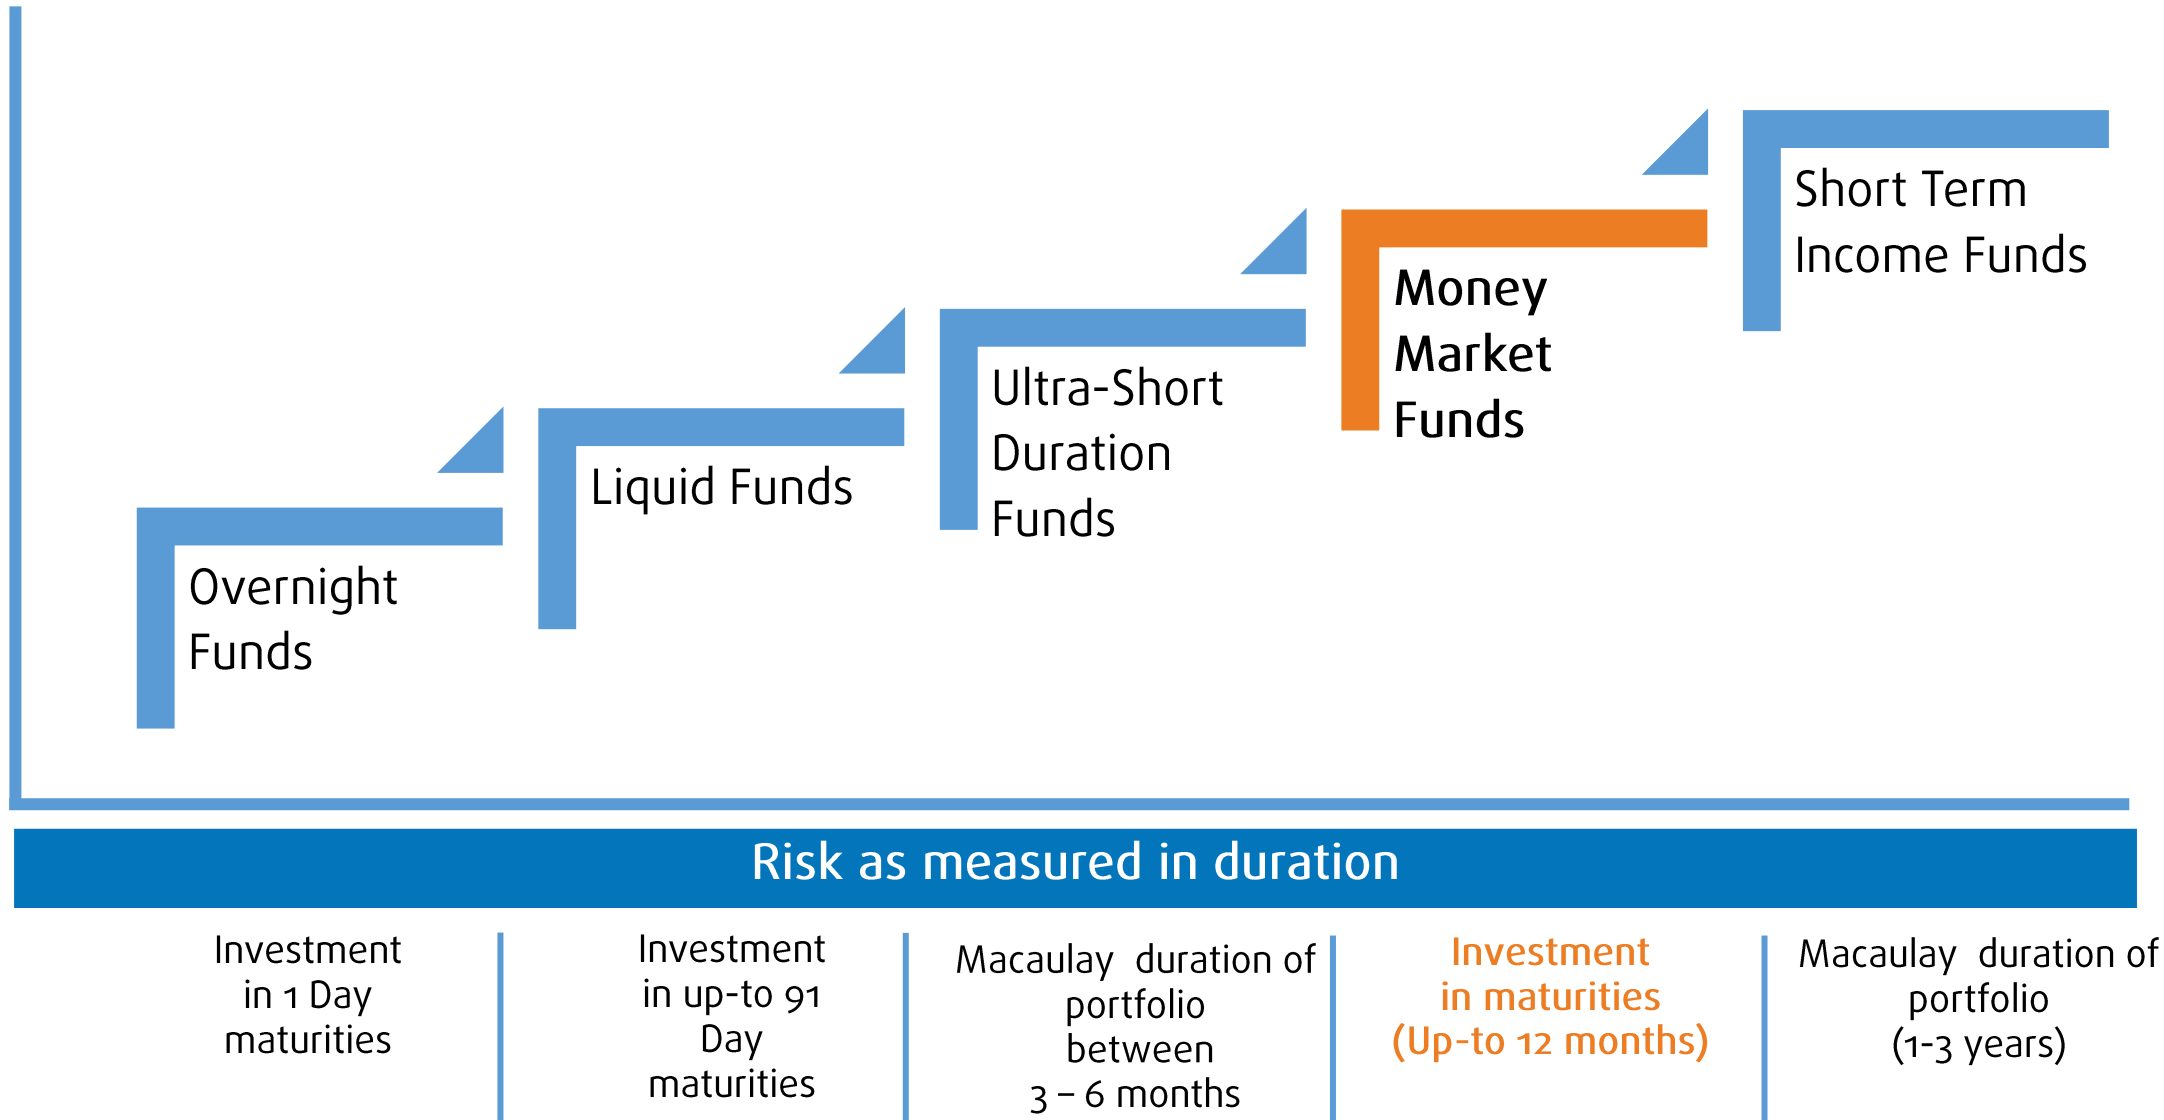 Short Term
Income Funds
Money
Market
Funds
Ultra-Short
Duration
Funds
Liquid Funds
Overnight
Funds
Risk as measured in duration
Investment
in 1 Day
maturities
Investment
in up-to 91
Day
maturities
Macaulay  duration of
portfolio
between
3 – 6 months
Investment
in maturities
(Up-to 12 months)
Macaulay  duration of
portfolio
(1-3 years)